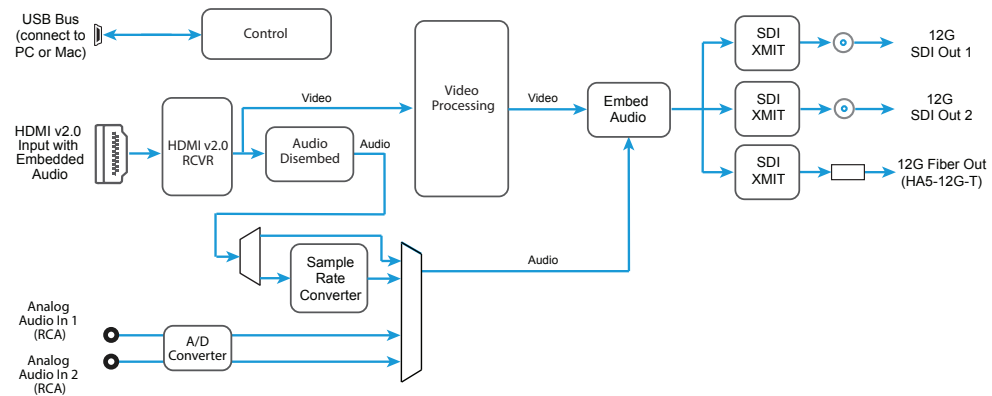 USB Bus
(connect to
PC or Mac)
Control
HDMI v2.0
Input with
Embedded
Audio
HDMI v2.0
RCVR
Video
Audio
Disembed
Audio
Video
Processing
Video
Embed
Audio
SDI
XMIT
12G
SDI Out 1
SDI
XMIT
12G
SDI Out 2
SDI
XMIT
12G Fiber Out
(HA5-12G-T)
Sample
Rate
Converter
Audio
Analog
Audio In 1
(RCA)
A/D
Converter
Analog
Audio In 2
(RCA)